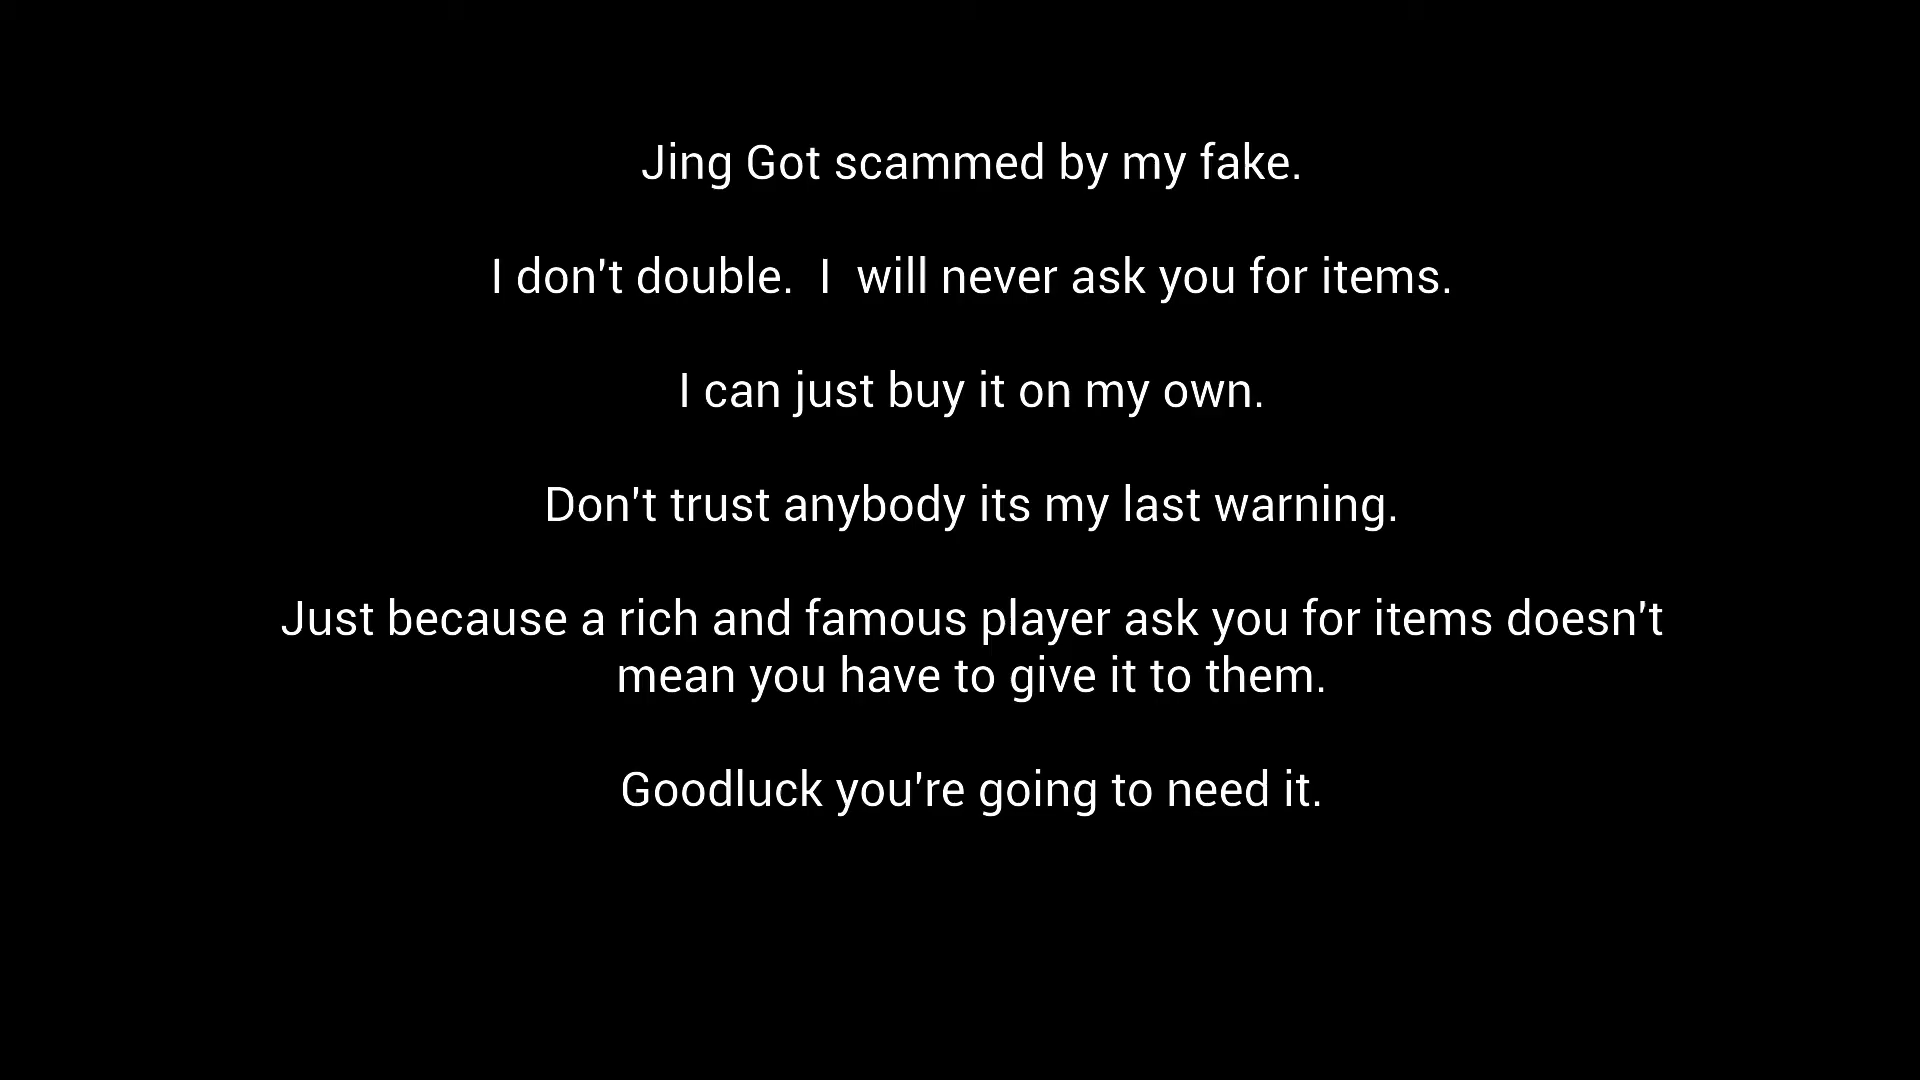 Jing Got scammed by my fake.
I don't double.  I  will never ask you for items.
I can just buy it on my own.
Don't trust anybody its my last warning.
Just because a rich and famous player ask you for items doesn't
mean you have to give it to them.
Goodluck you're going to need it.